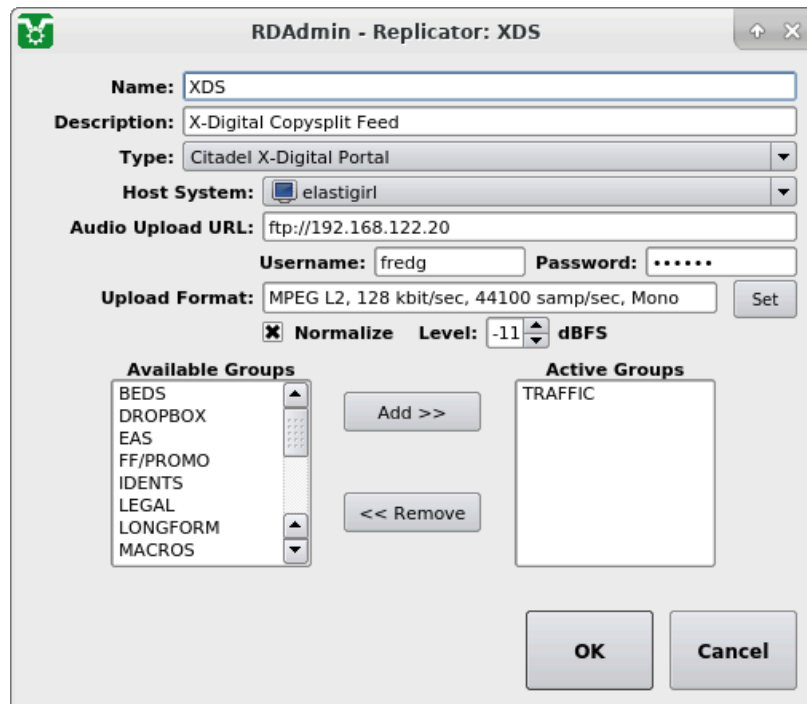 RDAdmin - Replicator: XDS
Name: XDS
Description: X-Digital Copysplit Feed
Type: Citadel X-Digital Portal
Host System: elastigirl
Audio Upload URL: ftp://192.168.122.20
Username: fredg Password: ••••••
Upload Format: MPEG L2, 128 kbit/sec, 44100 samp/sec, Mono Set
Normalize Level: -11 dBFS
Available Groups Active Groups
BEDS TRAFFIC
DROPBOX
EAS
FF/PROMO
IDENTS
LEGAL
LONGFORM
MACROS
Add >>
<< Remove
OK Cancel